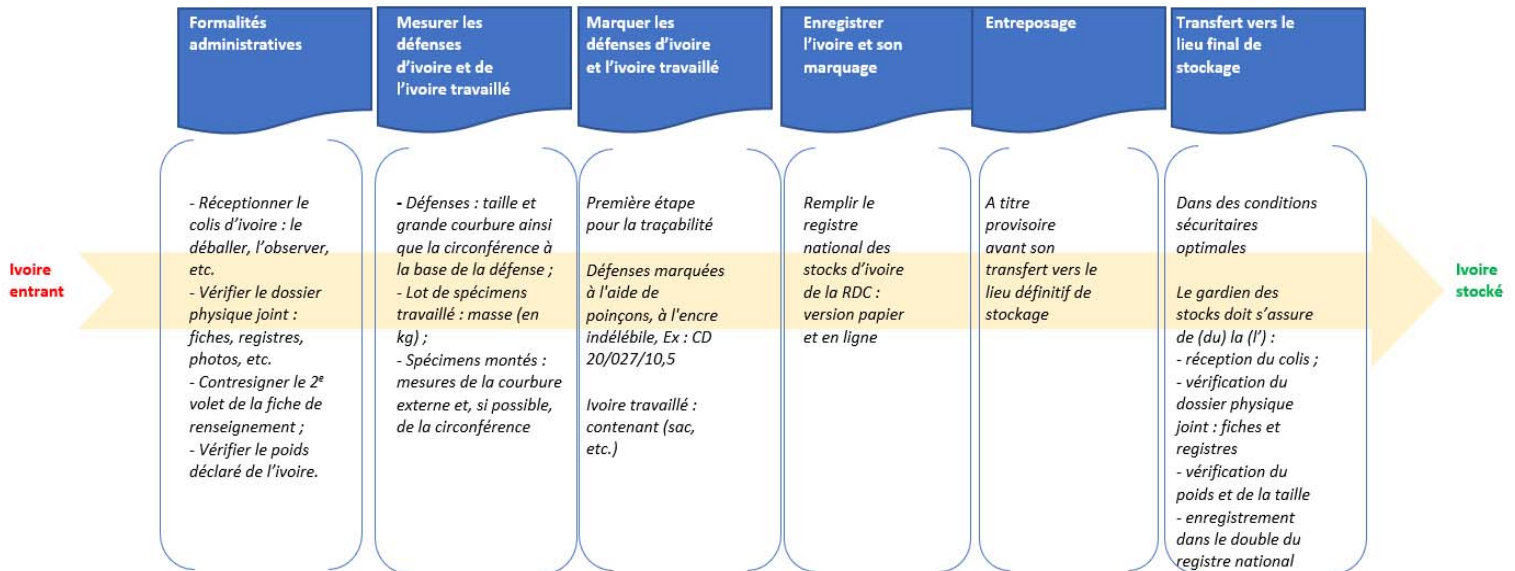 Formalités
administratives
Mesurer les
défenses
d'ivoire et de
l'ivoire travaillé
Marquer les
défenses d'ivoire
et l'ivoire travaillé
Enregistrer
l'ivoire et son
marquage
Entreposage
Transfert vers le
lieu final de
stockage
Ivoire
entrant
- Réceptionner le
colis d'ivoire : le
déballer, l'observer,
etc.
- Vérifier le dossier
physique joint :
fiches, registres,
photos, etc.
- Contresigner le 2e
volet de la fiche de
renseignement ;
- Vérifier le poids
déclaré de l'ivoire.
- Défenses : taille et
grande courbure ainsi
que la circonférence à
la base de la défense ;
- Lot de spécimens
travaillé : masse (en
kg) ;
- Spécimens montés :
mesures de la courbure
externe et, si possible,
de la circonférence
Première étape
pour la traçabilité
Défenses marquées
à l'aide de
poinçons, à l'encre
indélébile, Ex : CD
20/027/10,5
Ivoire travaillé :
contenant (sac,
etc.)
Remplir le
registre
national des
stocks d'ivoire
de la RDC :
version papier
et en ligne
A titre
provisoire
avant son
transfert vers le
lieu définitif de
stockage
Dans des conditions
sécuritaires
optimales
Le gardien des
stocks doit s'assure
de (du) la (l') :
- réception du colis ;
- vérification du
dossier physique
joint : fiches et
registres
- vérification du
poids et de la taille
- enregistrement
dans le double du
registre national
Ivoire
stocké